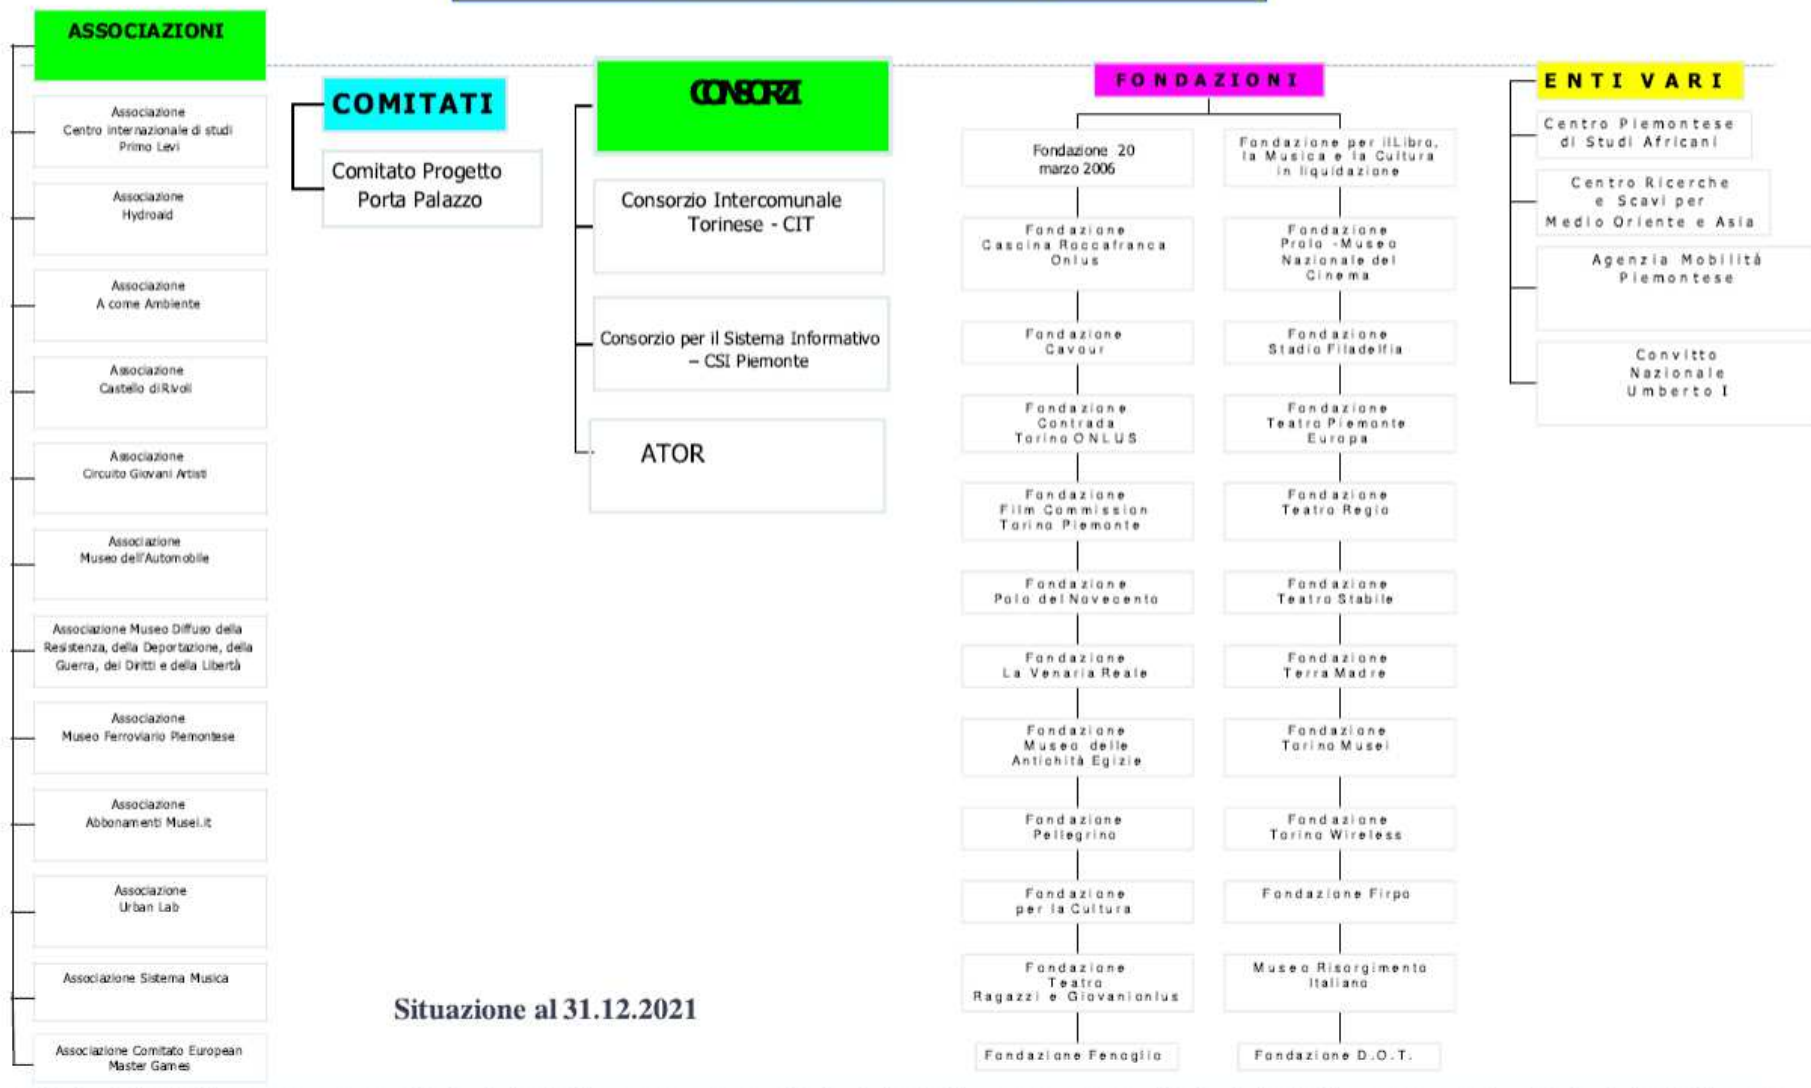 ASSOCIAZIONI
Associazione
Centro internazionale di studi
Primo Levi
Associazione
Hydroaid
Associazione
A come Ambiente
Associazione
Castello diRivoli
Associazione
Circuito Giovani Artisti
Associazione
Museo dell'Automobile
Associazione Museo Diffuso della
Resistenza, della Deportazione, della
Guerra, dei Diritti e della Libertà
Associazione
Museo Ferroviario Piemontese
Associazione
Abbonamenti Musei.it
Associazione
Urban Lab
Associazione Sistema Musica
Associazione Comitato European
Master Games
COMITATI
Comitato Progetto
Porta Palazzo
CONSORZI
Consorzio Intercomunale
Torinese - CIT
Consorzio per il Sistema Informativo
– CSI Piemonte
ATOR
FONDAZIONI
Fondazione 20
marzo 2006
Fondazione
Cascina Roccafranca
Onlus
Fondazione
Cavour
Fondazione
Contrada
Torino ONLUS
Fondazione
Film Commission
Torino Piemonte
Fondazione
Polo del Novecento
Fondazione
La Venaria Reale
Fondazione
Museo delle
Antichità Egizie
Fondazione
Pellegrino
Fondazione
per la Cultura
Fondazione
Teatro
Ragazzi e Giovanionlus
Fondazione Fenoglio
Fondazione per ilLibro,
la Musica e la Cultura
in liquidazione
Fondazione
Prolo -Museo
Nazionale del
Cinema
Fondazione
Stadio Filadelfia
Fondazione
Teatro Piemonte
Europa
Fondazione
Teatro Regio
Fondazione
Teatro Stabile
Fondazione
Terra Madre
Fondazione
Torino Musei
Fondazione
Torino Wireless
Fondazione Firpo
Museo Risorgimento
Italiano
Fondazione D.O.T.
ENTI VARI
Centro Piemontese
di Studi Africani
Centro Ricerche
e Scavi per
Medio Oriente e Asia
Agenzia Mobilità
Piemontese
Convitto
Nazionale
Umberto I
Situazione al 31.12.2021